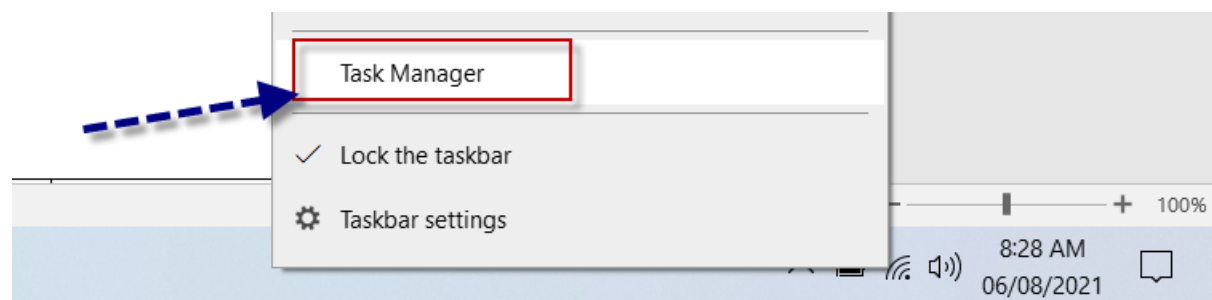 Task Manager
Lock the taskbar
Taskbar settings
100%
8:28 AM
06/08/2021